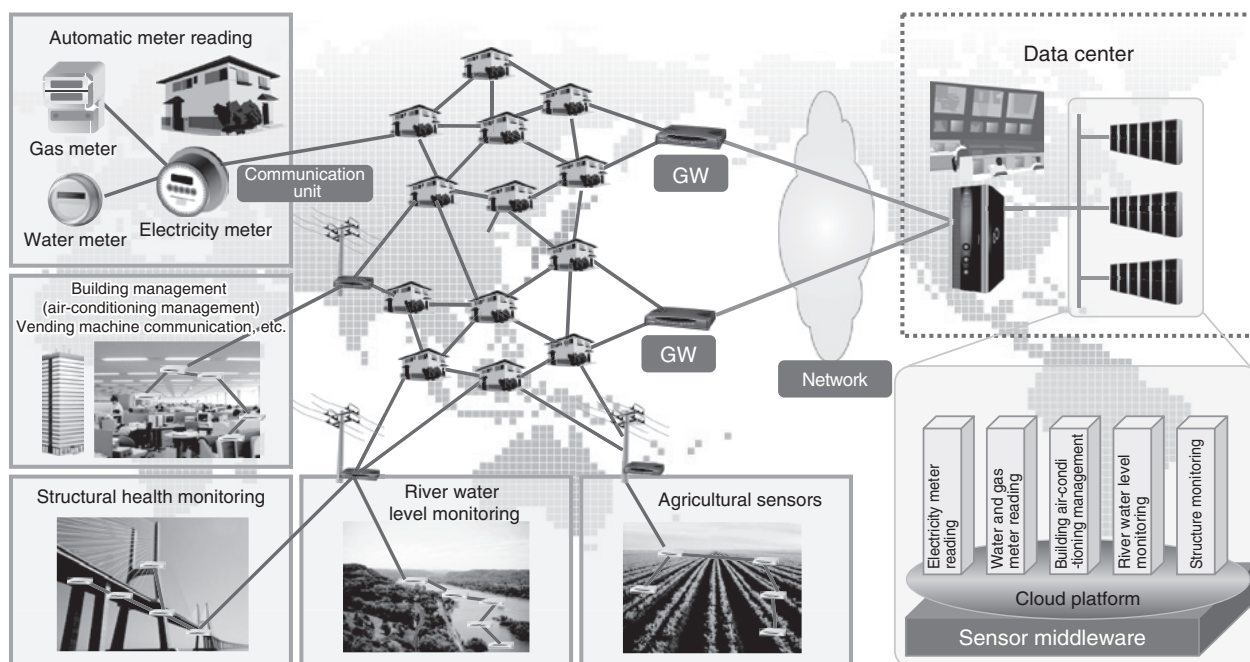 Automatic meter reading
Gas meter
Water meter
Electricity meter
Communication
unit
Building management
(air-conditioning management)
Vending machine communication, etc.
Structural health monitoring
River water
level monitoring
Agricultural sensors
GW
GW
Network
Data center
Electricity meter
reading
Water and gas
meter reading
Building air-condi
-tioning management
River water level
monitoring
Structure monitoring
Cloud platform
Sensor middleware